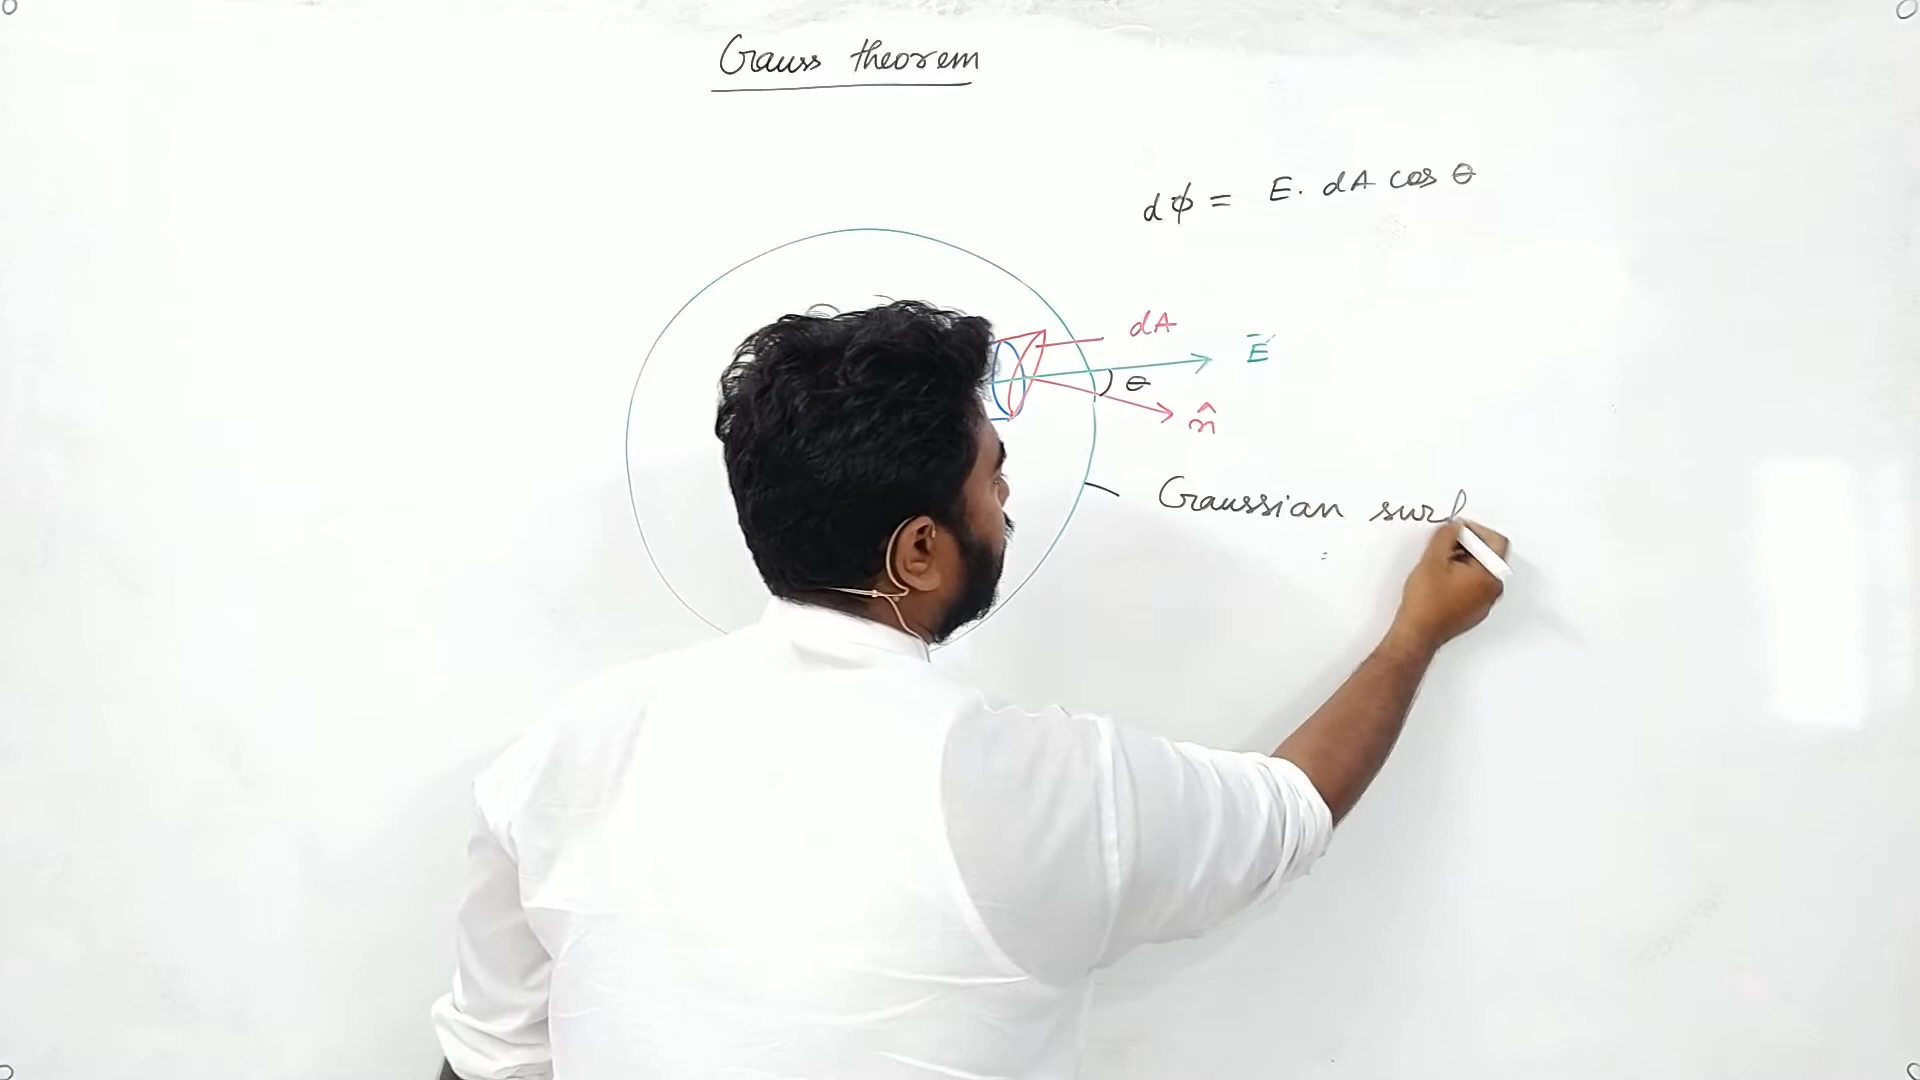 Gauss theorem
dϕ = E. dA cos θ
dA
E
θ
n̂
Gaussian surf